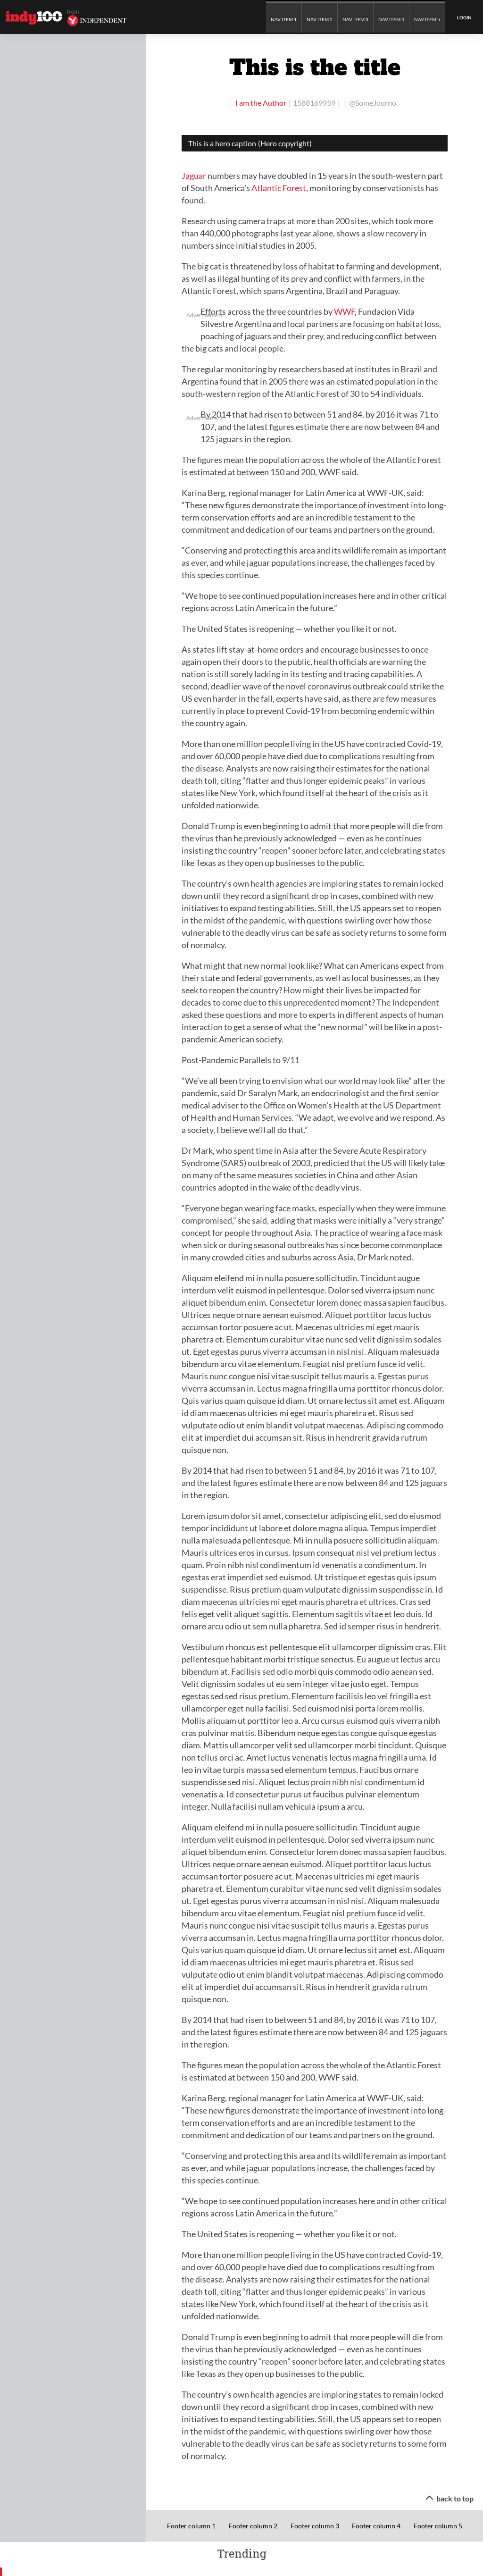 indy100
From
INDEPENDENT
NAV ITEM 1
NAV ITEM 2
NAV ITEM 3
NAV ITEM 4
NAV ITEM 5
LOGIN
This is the title
I am the Author | 1588169959 | | @SomeJourno
This is a hero caption (Hero copyright)
Jaguar numbers may have doubled in 15 years in the south-western part
of South America's Atlantic Forest, monitoring by conservationists has
found.
Research using camera traps at more than 200 sites, which took more
than 440,000 photographs last year alone, shows a slow recovery in
numbers since initial studies in 2005.
The big cat is threatened by loss of habitat to farming and development,
as well as illegal hunting of its prey and conflict with farmers, in the
Atlantic Forest, which spans Argentina, Brazil and Paraguay.
Efforts across the three countries by WWF, Fundacion Vida
Silvestre Argentina and local partners are focusing on habitat loss,
poaching of jaguars and their prey, and reducing conflict between
the big cats and local people.
The regular monitoring by researchers based at institutes in Brazil and
Argentina found that in 2005 there was an estimated population in the
south-western region of the Atlantic Forest of 30 to 54 individuals.
By 2014 that had risen to between 51 and 84, by 2016 it was 71 to
107, and the latest figures estimate there are now between 84 and
125 jaguars in the region.
The figures mean the population across the whole of the Atlantic Forest
is estimated at between 150 and 200, WWF said.
Karina Berg, regional manager for Latin America at WWF-UK, said:
"These new figures demonstrate the importance of investment into long-
term conservation efforts and are an incredible testament to the
commitment and dedication of our teams and partners on the ground.
"Conserving and protecting this area and its wildlife remain as important
as ever, and while jaguar populations increase, the challenges faced by
this species continue.
"We hope to see continued population increases here and in other critical
regions across Latin America in the future."
The United States is reopening — whether you like it or not.
As states lift stay-at-home orders and encourage businesses to once
again open their doors to the public, health officials are warning the
nation is still sorely lacking in its testing and tracing capabilities. A
second, deadlier wave of the novel coronavirus outbreak could strike the
US even harder in the fall, experts have said, as there are few measures
currently in place to prevent Covid-19 from becoming endemic within
the country again.
More than one million people living in the US have contracted Covid-19,
and over 60,000 people have died due to complications resulting from
the disease. Analysts are now raising their estimates for the national
death toll, citing "flatter and thus longer epidemic peaks" in various
states like New York, which found itself at the heart of the crisis as it
unfolded nationwide.
Donald Trump is even beginning to admit that more people will die from
the virus than he previously acknowledged — even as he continues
insisting the country "reopen" sooner before later, and celebrating states
like Texas as they open up businesses to the public.
The country's own health agencies are imploring states to remain locked
down until they record a significant drop in cases, combined with new
initiatives to expand testing abilities. Still, the US appears set to reopen
in the midst of the pandemic, with questions swirling over how those
vulnerable to the deadly virus can be safe as society returns to some form
of normalcy.
What might that new normal look like? What can Americans expect from
their state and federal governments, as well as local businesses, as they
seek to reopen the country? How might their lives be impacted for
decades to come due to this unprecedented moment? The Independent
asked these questions and more to experts in different aspects of human
interaction to get a sense of what the "new normal" will be like in a post-
pandemic American society.
Post-Pandemic Parallels to 9/11
"We've all been trying to envision what our world may look like" after the
pandemic, said Dr Saralyn Mark, an endocrinologist and the first senior
medical adviser to the Office on Women's Health at the US Department
of Health and Human Services. "We adapt, we evolve and we respond. As
a society, I believe we'll all do that."
Dr Mark, who spent time in Asia after the Severe Acute Respiratory
Syndrome (SARS) outbreak of 2003, predicted that the US will likely take
on many of the same measures societies in China and other Asian
countries adopted in the wake of the deadly virus.
"Everyone began wearing face masks, especially when they were immune
compromised," she said, adding that masks were initially a "very strange"
concept for people throughout Asia. The practice of wearing a face mask
when sick or during seasonal outbreaks has since become commonplace
in many crowded cities and suburbs across Asia, Dr Mark noted.
Aliquam eleifend mi in nulla posuere sollicitudin. Tincidunt augue
interdum velit euismod in pellentesque. Dolor sed viverra ipsum nunc
aliquet bibendum enim. Consectetur lorem donec massa sapien faucibus.
Ultrices neque ornare aenean euismod. Aliquet porttitor lacus luctus
accumsan tortor posuere ac ut. Maecenas ultricies mi eget mauris
pharetra et. Elementum curabitur vitae nunc sed velit dignissim sodales
ut. Eget egestas purus viverra accumsan in nisl nisi. Aliquam malesuada
bibendum arcu vitae elementum. Feugiat nisl pretium fusce id velit.
Mauris nunc congue nisi vitae suscipit tellus mauris a. Egestas purus
viverra accumsan in. Lectus magna fringilla urna porttitor rhoncus dolor.
Quis varius quam quisque id diam. Ut ornare lectus sit amet est. Aliquam
id diam maecenas ultricies mi eget mauris pharetra et. Risus sed
vulputate odio ut enim blandit volutpat maecenas. Adipiscing commodo
elit at imperdiet dui accumsan sit. Risus in hendrerit gravida rutrum
quisque non.
By 2014 that had risen to between 51 and 84, by 2016 it was 71 to 107,
and the latest figures estimate there are now between 84 and 125 jaguars
in the region.
Lorem ipsum dolor sit amet, consectetur adipiscing elit, sed do eiusmod
tempor incididunt ut labore et dolore magna aliqua. Tempus imperdiet
nulla malesuada pellentesque. Mi in nulla posuere sollicitudin aliquam.
Mauris ultrices eros in cursus. Ipsum consequat nisl vel pretium lectus
quam. Proin nibh nisl condimentum id venenatis a condimentum. In
egestas erat imperdiet sed euismod. Ut tristique et egestas quis ipsum
suspendisse. Risus pretium quam vulputate dignissim suspendisse in. Id
diam maecenas ultricies mi eget mauris pharetra et ultrices. Cras sed
felis eget velit aliquet sagittis. Elementum sagittis vitae et leo duis. Id
ornare arcu odio ut sem nulla pharetra. Sed id semper risus in hendrerit.
Vestibulum rhoncus est pellentesque elit ullamcorper dignissim cras. Elit
pellentesque habitant morbi tristique senectus. Eu augue ut lectus arcu
bibendum at. Facilisis sed odio morbi quis commodo odio aenean sed.
Velit dignissim sodales ut eu sem integer vitae justo eget. Tempus
egestas sed sed risus pretium. Elementum facilisis leo vel fringilla est
ullamcorper eget nulla facilisi. Sed euismod nisi porta lorem mollis.
Mollis aliquam ut porttitor leo a. Arcu cursus euismod quis viverra nibh
cras pulvinar mattis. Bibendum neque egestas congue quisque egestas
diam. Mattis ullamcorper velit sed ullamcorper morbi tincidunt. Quisque
non tellus orci ac. Amet luctus venenatis lectus magna fringilla urna. Id
leo in vitae turpis massa sed elementum tempus. Faucibus ornare
suspendisse sed nisi. Aliquet lectus proin nibh nisl condimentum id
venenatis a. Id consectetur purus ut faucibus pulvinar elementum
integer. Nulla facilisi nullam vehicula ipsum a arcu.
Aliquam eleifend mi in nulla posuere sollicitudin. Tincidunt augue
interdum velit euismod in pellentesque. Dolor sed viverra ipsum nunc
aliquet bibendum enim. Consectetur lorem donec massa sapien faucibus.
Ultrices neque ornare aenean euismod. Aliquet porttitor lacus luctus
accumsan tortor posuere ac ut. Maecenas ultricies mi eget mauris
pharetra et. Elementum curabitur vitae nunc sed velit dignissim sodales
ut. Eget egestas purus viverra accumsan in nisl nisi. Aliquam malesuada
bibendum arcu vitae elementum. Feugiat nisl pretium fusce id velit.
Mauris nunc congue nisi vitae suscipit tellus mauris a. Egestas purus
viverra accumsan in. Lectus magna fringilla urna porttitor rhoncus dolor.
Quis varius quam quisque id diam. Ut ornare lectus sit amet est. Aliquam
id diam maecenas ultricies mi eget mauris pharetra et. Risus sed
vulputate odio ut enim blandit volutpat maecenas. Adipiscing commodo
elit at imperdiet dui accumsan sit. Risus in hendrerit gravida rutrum
quisque non.
By 2014 that had risen to between 51 and 84, by 2016 it was 71 to 107,
and the latest figures estimate there are now between 84 and 125 jaguars
in the region.
The figures mean the population across the whole of the Atlantic Forest
is estimated at between 150 and 200, WWF said.
Karina Berg, regional manager for Latin America at WWF-UK, said:
"These new figures demonstrate the importance of investment into long-
term conservation efforts and are an incredible testament to the
commitment and dedication of our teams and partners on the ground.
"Conserving and protecting this area and its wildlife remain as important
as ever, and while jaguar populations increase, the challenges faced by
this species continue.
"We hope to see continued population increases here and in other critical
regions across Latin America in the future."
The United States is reopening — whether you like it or not.
More than one million people living in the US have contracted Covid-19,
and over 60,000 people have died due to complications resulting from
the disease. Analysts are now raising their estimates for the national
death toll, citing "flatter and thus longer epidemic peaks" in various
states like New York, which found itself at the heart of the crisis as it
unfolded nationwide.
Donald Trump is even beginning to admit that more people will die from
the virus than he previously acknowledged — even as he continues
insisting the country "reopen" sooner before later, and celebrating states
like Texas as they open up businesses to the public.
The country's own health agencies are imploring states to remain locked
down until they record a significant drop in cases, combined with new
initiatives to expand testing abilities. Still, the US appears set to reopen
in the midst of the pandemic, with questions swirling over how those
vulnerable to the deadly virus can be safe as society returns to some form
of normalcy.
back to top
Footer column 1
Footer column 2
Footer column 3
Footer column 4
Footer column 5
Trending